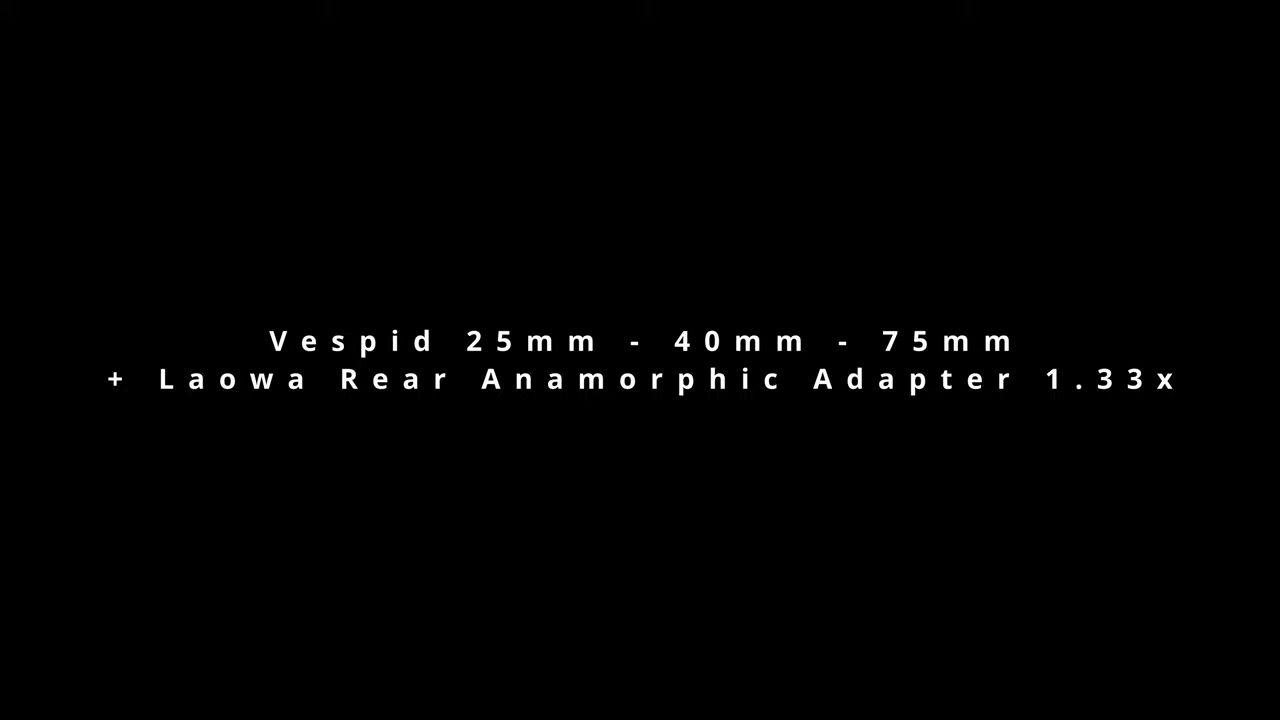 Vespid 25mm - 40mm - 75mm
+ Laowa Rear Anamorphic Adapter 1.33x